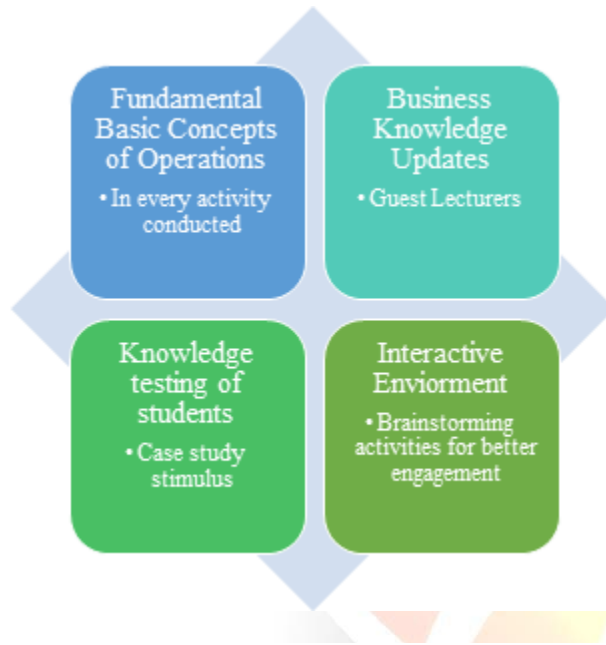 Fundamental
Basic Concepts
of Operations
• In every activity
conducted
Business
Knowledge
Updates
• Guest Lecturers
Knowledge
testing of
students
• Case study
stimulus
Interactive
Enviorment
• Brainstorming
activities for better
engagement